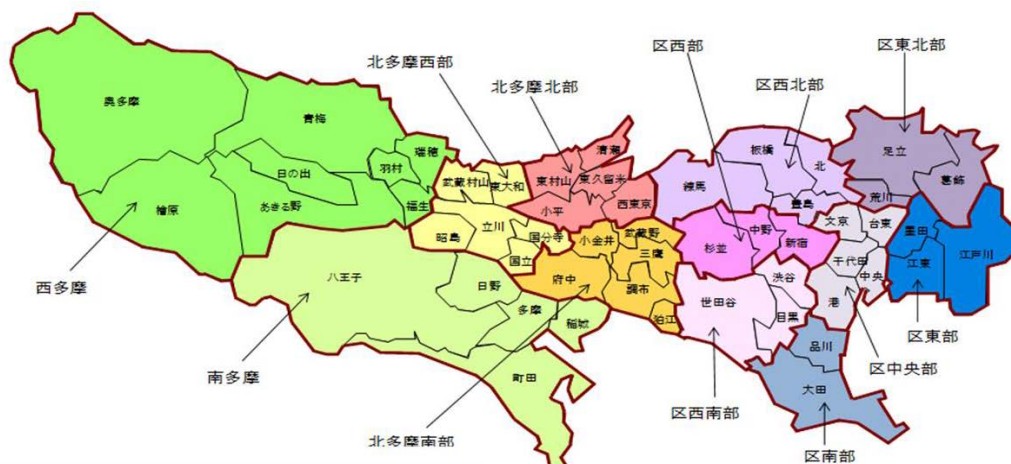 区東北部
北多摩西部
区西部
北多摩北部
区西北部
奥多摩
青梅
瑞穂
羽村
日の出
あきる野
福生
檜原
西多摩
武蔵村山
東大和
昭島
立川
国分寺
国立
清瀬
東村山
東久留米
小平
西東京
小金井
武蔵野
三鷹
府中
調布
狛江
八王子
日野
多摩
稲城
町田
南多摩
北多摩南部
練馬
板橋
北
豊島
杉並
中野
新宿
世田谷
渋谷
目黒
区西南部
足立
葛飾
荒川
文京
台東
千代田
中央
港
区中央部
墨田
江東
江戸川
区東部
品川
大田
区南部